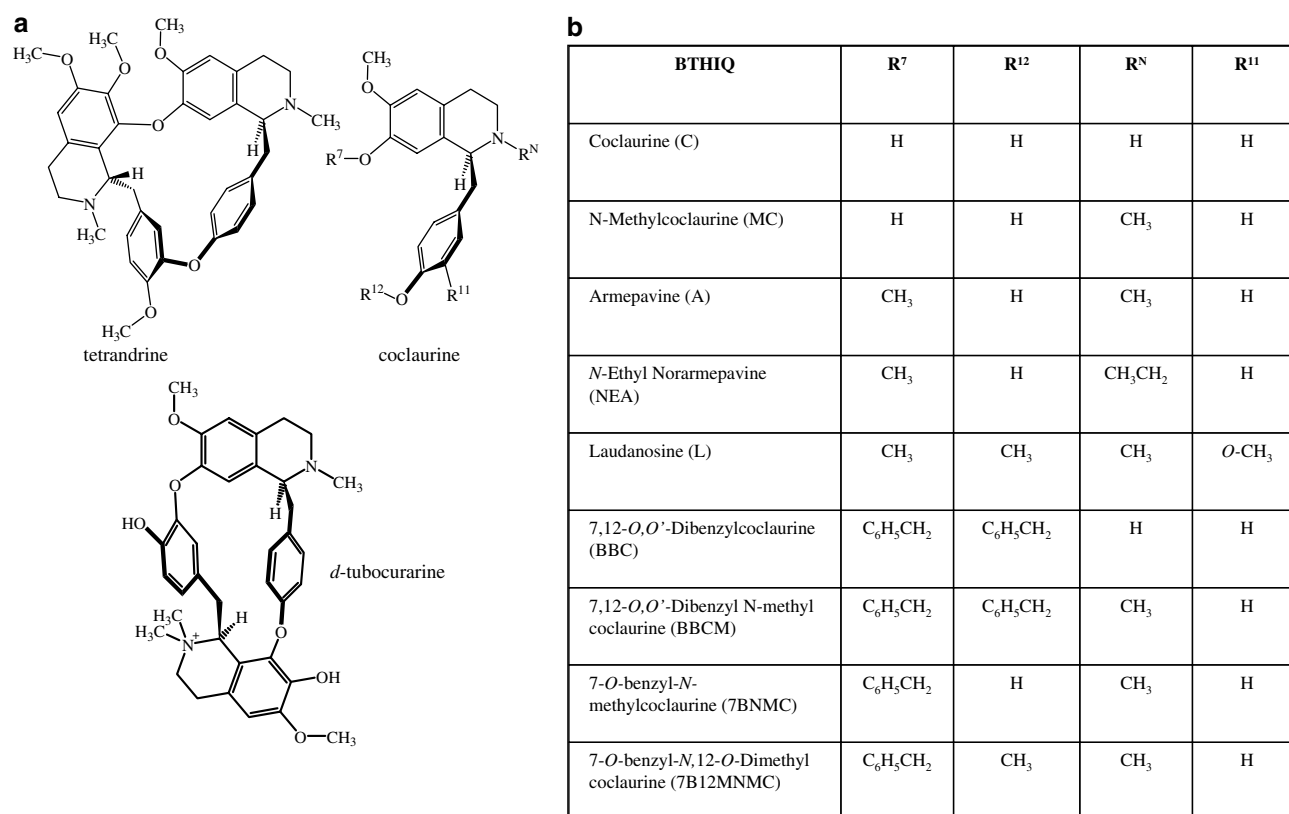 a
H₃C
O
H₃C
O
CH₃
O
N
CH₃
H
O
H
N
H₃C
O
O
H₃C
tetrandrine
CH₃
O
N
R⁷
O
Rᴺ
H
R¹²
O
R¹¹
coclaurine
CH₃
O
N
CH₃
H
O
HO
d-tubocurarine
H₃C
H₃C
N
+
H
O
OH
O
CH₃
b
BTHIQ R⁷ R¹² Rᴺ R¹¹
Coclaurine (C) H H H H
N-Methylcoclaurine (MC) H H CH₃ H
Armepavine (A) CH₃ H CH₃ H
N-Ethyl Norarmepavine
(NEA) CH₃ H CH₃CH₂ H
Laudanosine (L) CH₃ CH₃ CH₃ O-CH₃
7,12-O,O’-Dibenzylcoclaurine
(BBC) C₆H₅CH₂ C₆H₅CH₂ H H
7,12-O,O’-Dibenzyl N-methyl
coclaurine (BBCM) C₆H₅CH₂ C₆H₅CH₂ CH₃ H
7-O-benzyl-N-
methylcoclaurine (7BNMC) C₆H₅CH₂ H CH₃ H
7-O-benzyl-N,12-O-Dimethyl
coclaurine (7B12MNMC) C₆H₅CH₂ CH₃ CH₃ H